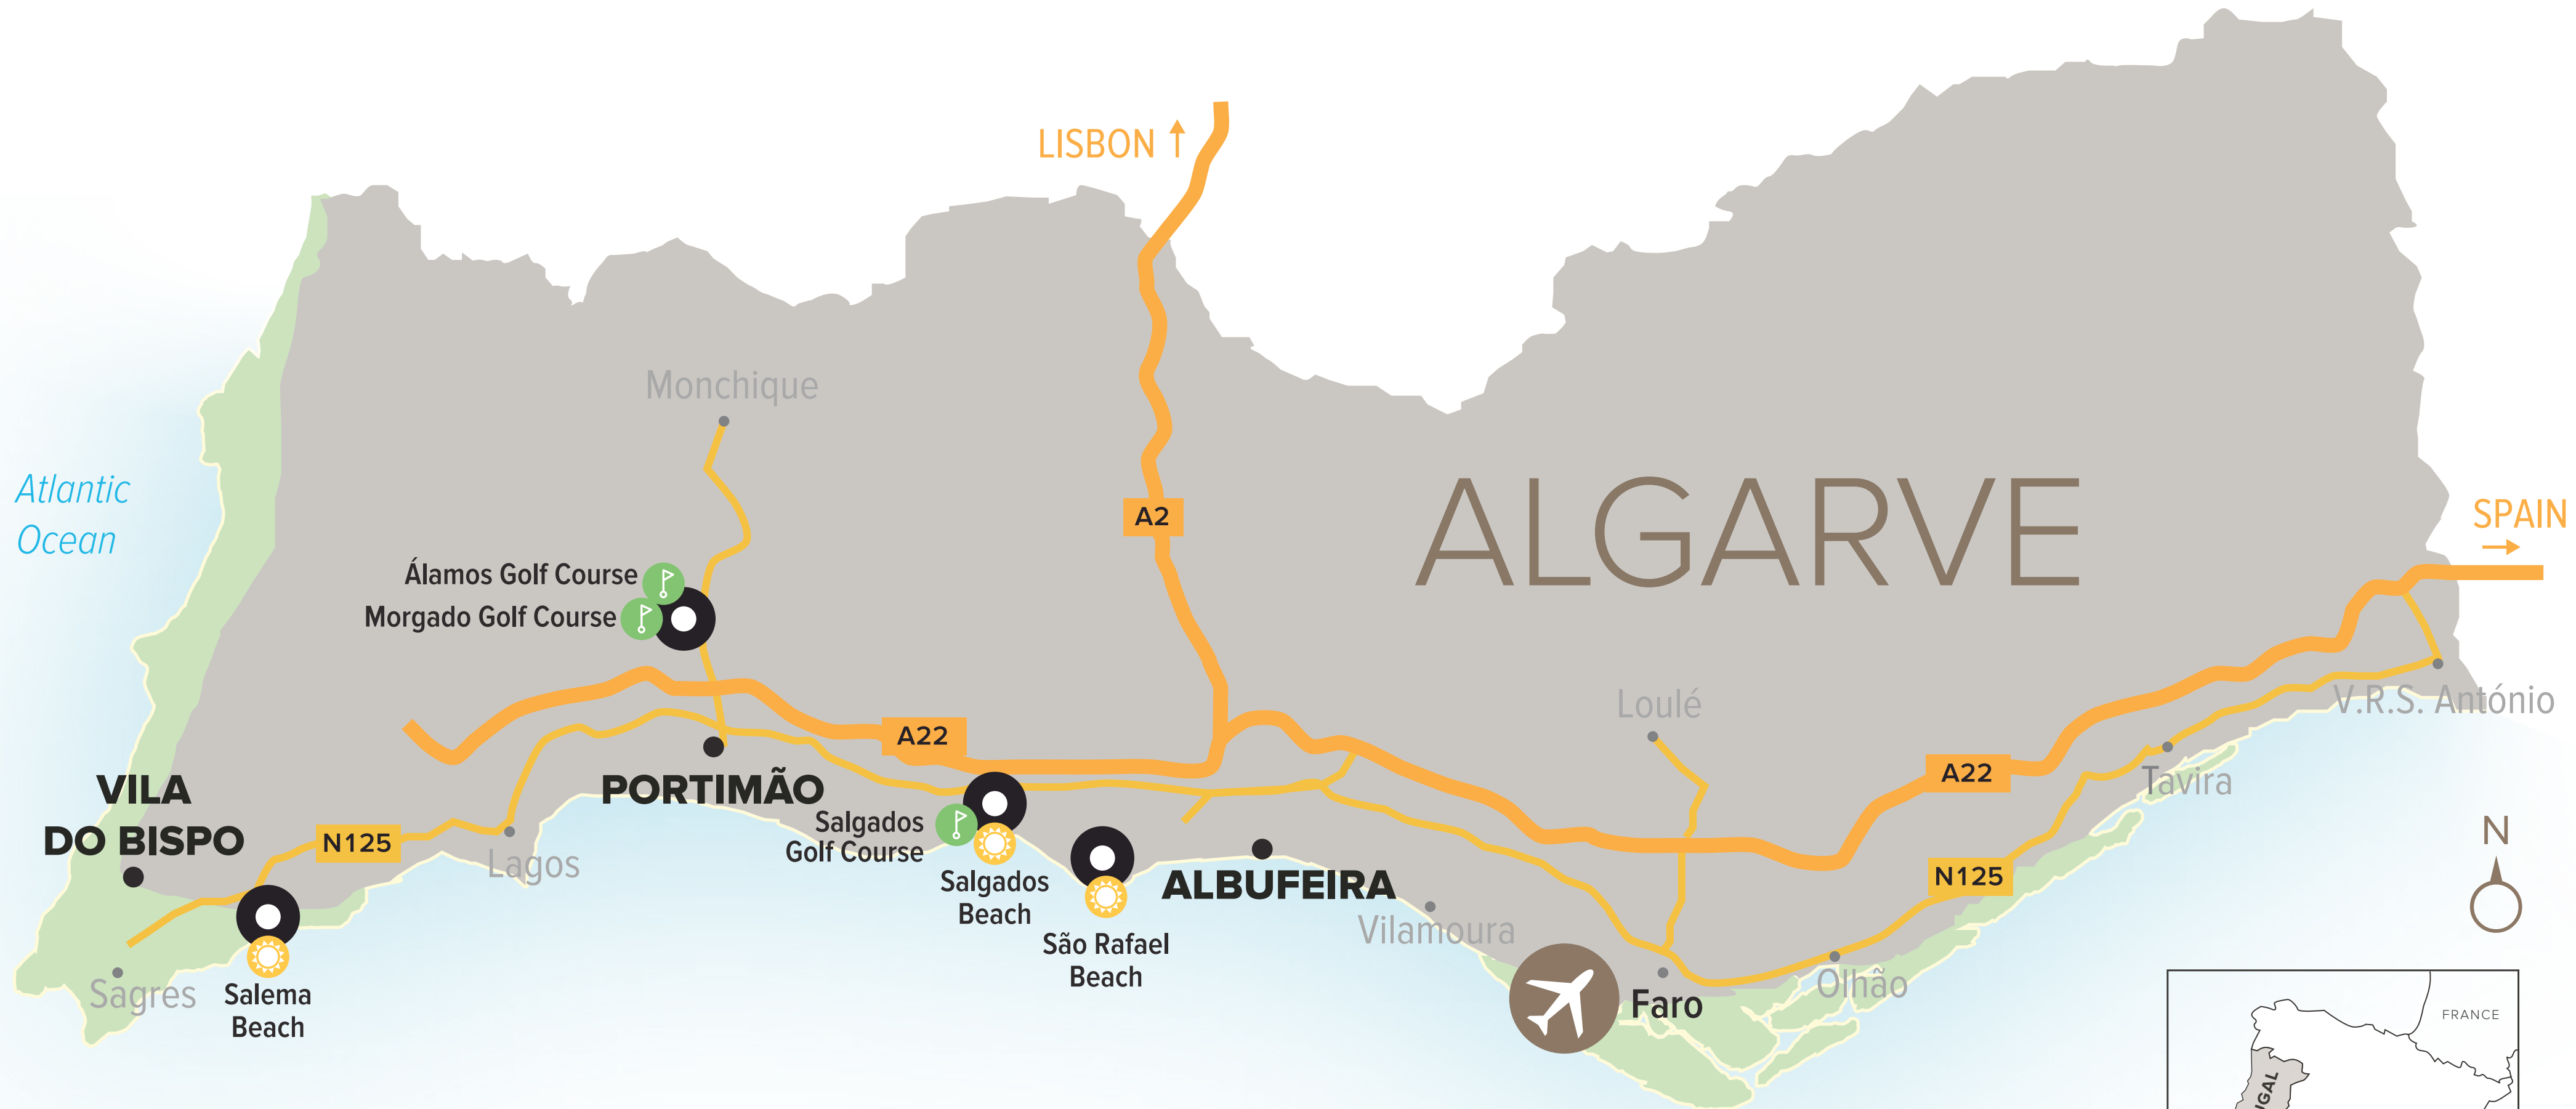 LISBON
Monchique
Atlantic
Ocean
A2
ALGARVE
SPAIN
Álamos Golf Course
Morgado Golf Course
Loulé
V.R.S. António
A22
A22
Tavira
VILA
DO BISPO
PORTIMÃO
N125
Salgados
Golf Course
Lagos
Salgados
Beach
ALBUFEIRA
N125
N
Vilamoura
São Rafael
Beach
Sagres
Salema
Beach
Faro
Olhão
FRANCE